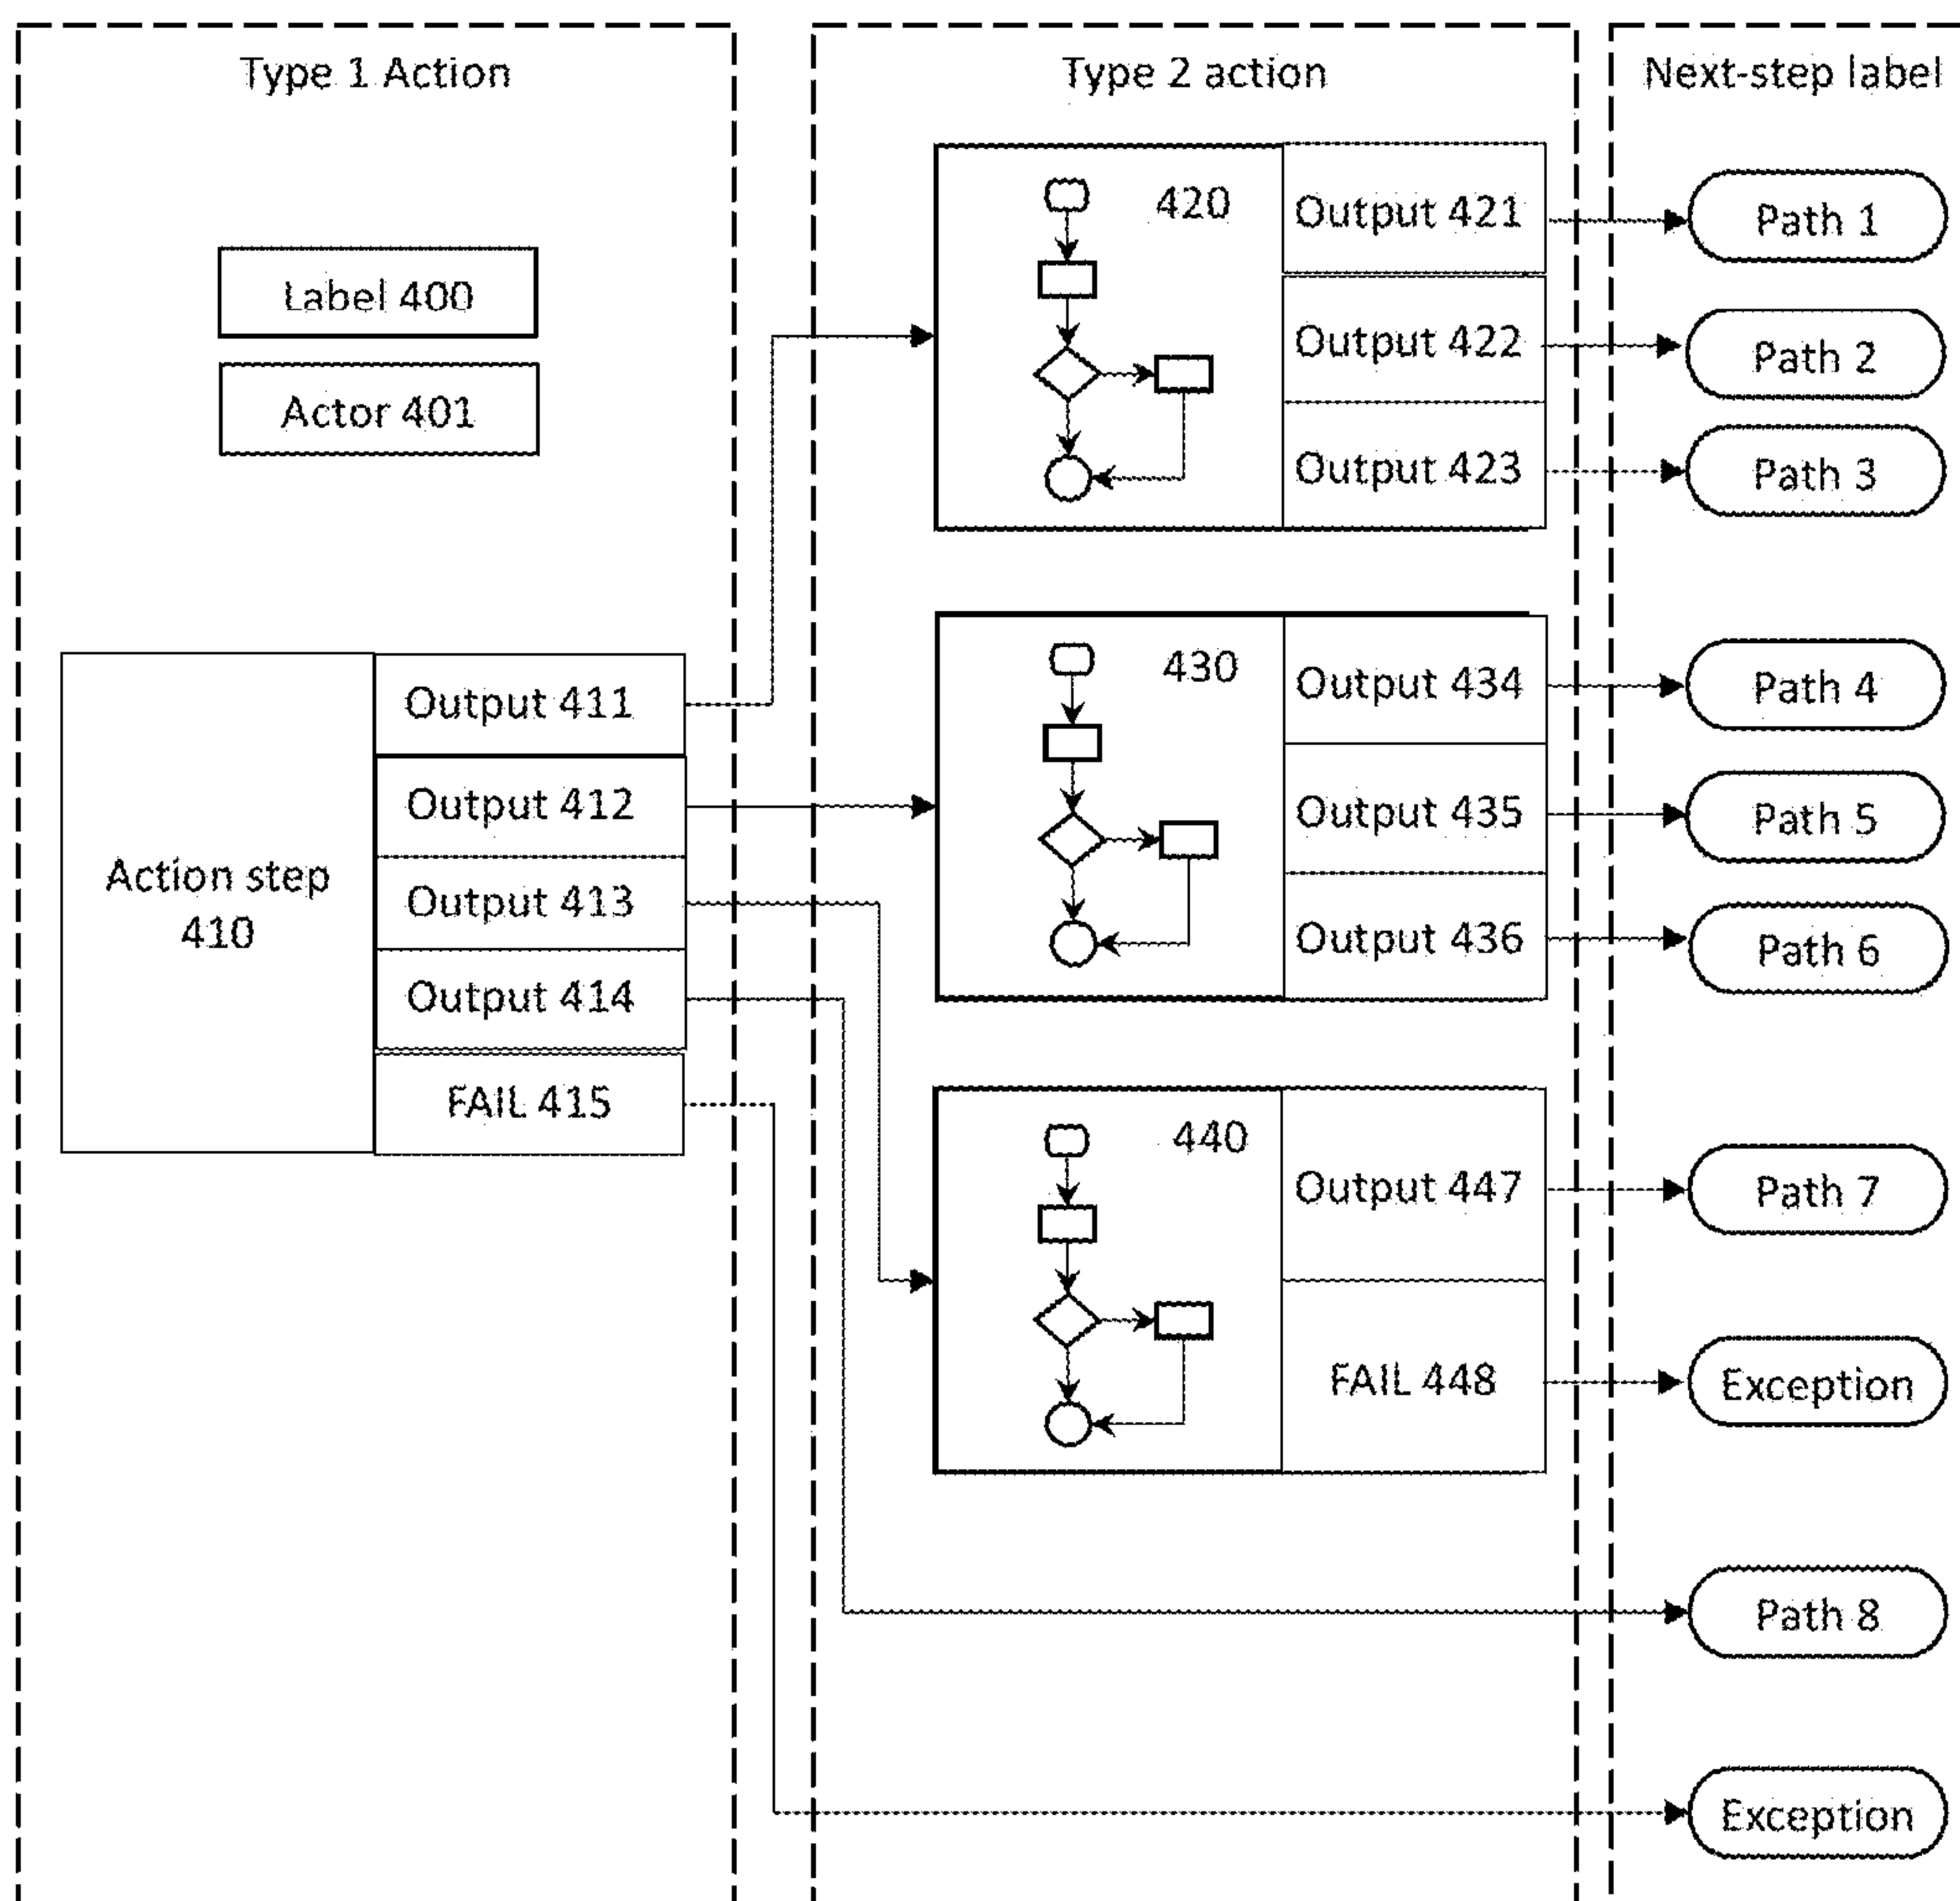 Type 1 Action
Label 400
Actor 401
Action step
410
Output 411
Output 412
Output 413
Output 414
FAIL 415
Type 2 action
420
Output 421
Output 422
Output 423
430
Output 434
Output 435
Output 436
440
Output 447
FAIL 448
Next-step label
Path 1
Path 2
Path 3
Path 4
Path 5
Path 6
Path 7
Exception
Path 8
Exception